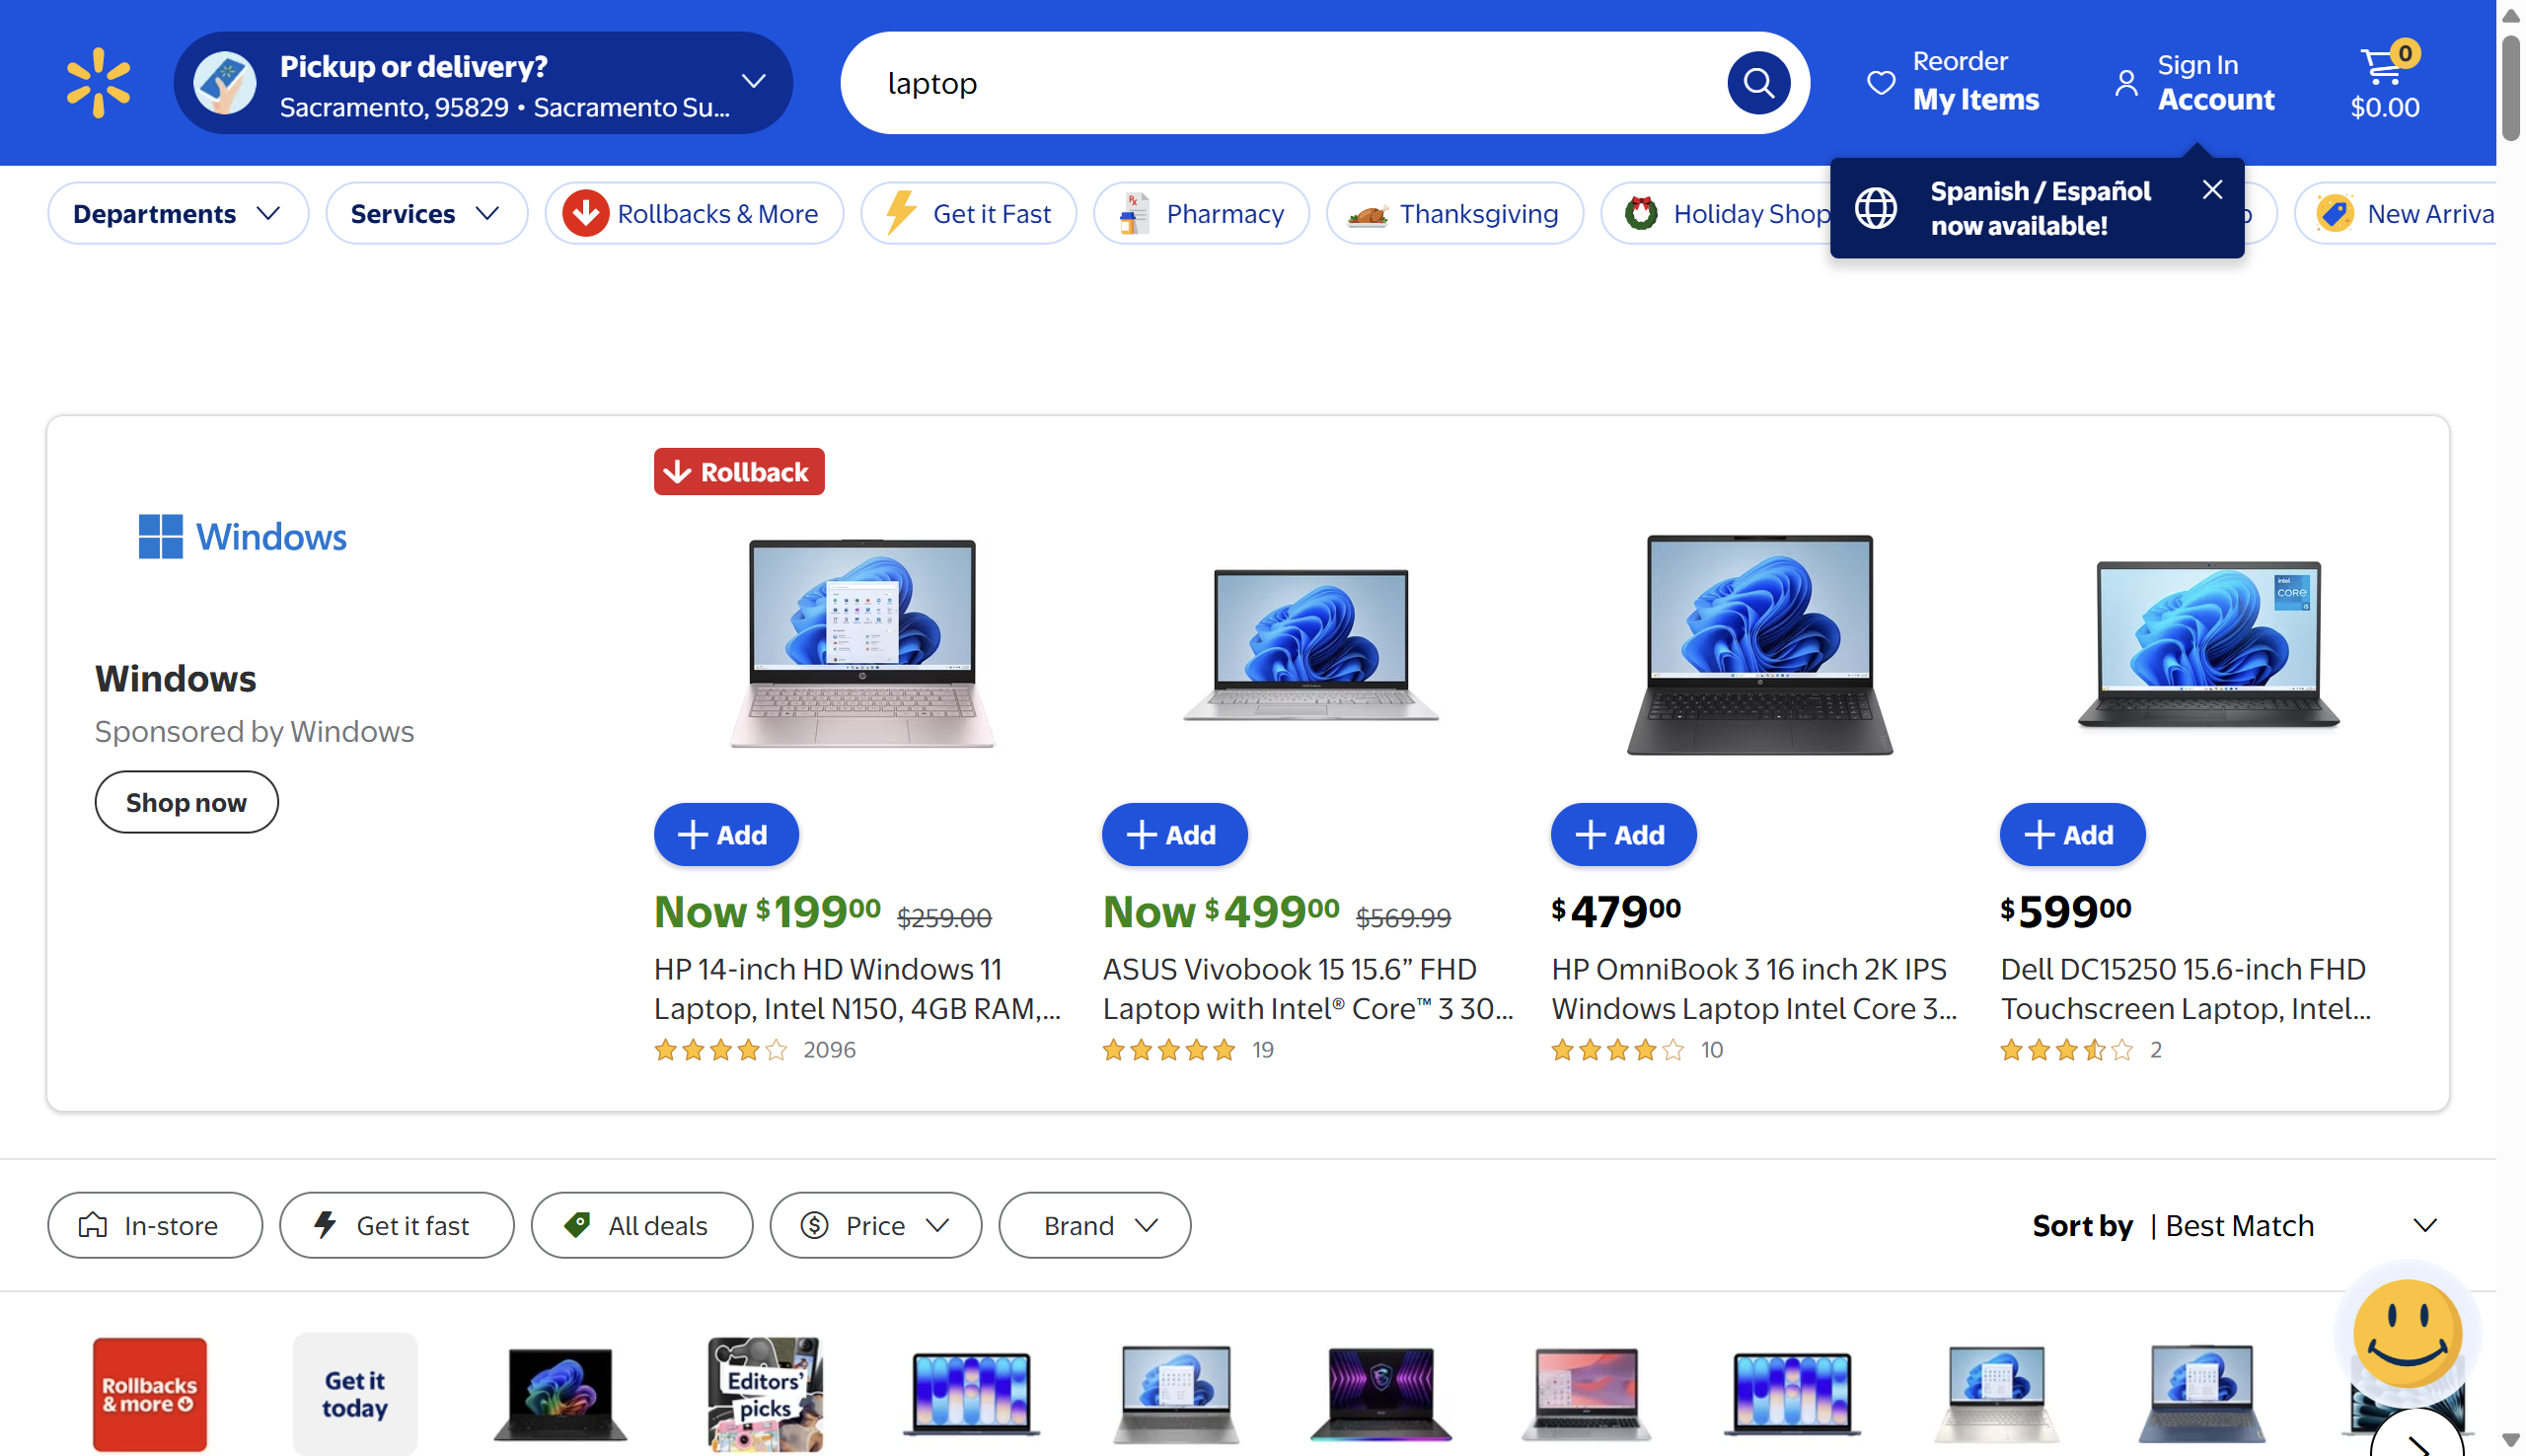 Pickup or delivery?
Sacramento, 95829 • Sacramento Su...
laptop
Reorder
My Items
Sign In
Account
0
$0.00
Departments
Services
Rollbacks & More
Get it Fast
Pharmacy
Thanksgiving
Holiday Shop
New Arriva
Spanish / Español
now available!
Windows
Windows
Sponsored by Windows
Shop now
Rollback
Add
Now $19900 $259.00
HP 14-inch HD Windows 11
Laptop, Intel N150, 4GB RAM,...
2096
Add
Now $49900 $569.99
ASUS Vivobook 15 15.6” FHD
Laptop with Intel® Core™ 3 30...
19
Add
$47900
HP OmniBook 3 16 inch 2K IPS
Windows Laptop Intel Core 3...
10
intel
CORE
i5
Add
$59900
Dell DC15250 15.6-inch FHD
Touchscreen Laptop, Intel...
2
In-store
Get it fast
All deals
Price
Brand
Sort by | Best Match
Rollbacks
& more
Get it
today
Editors'
picks